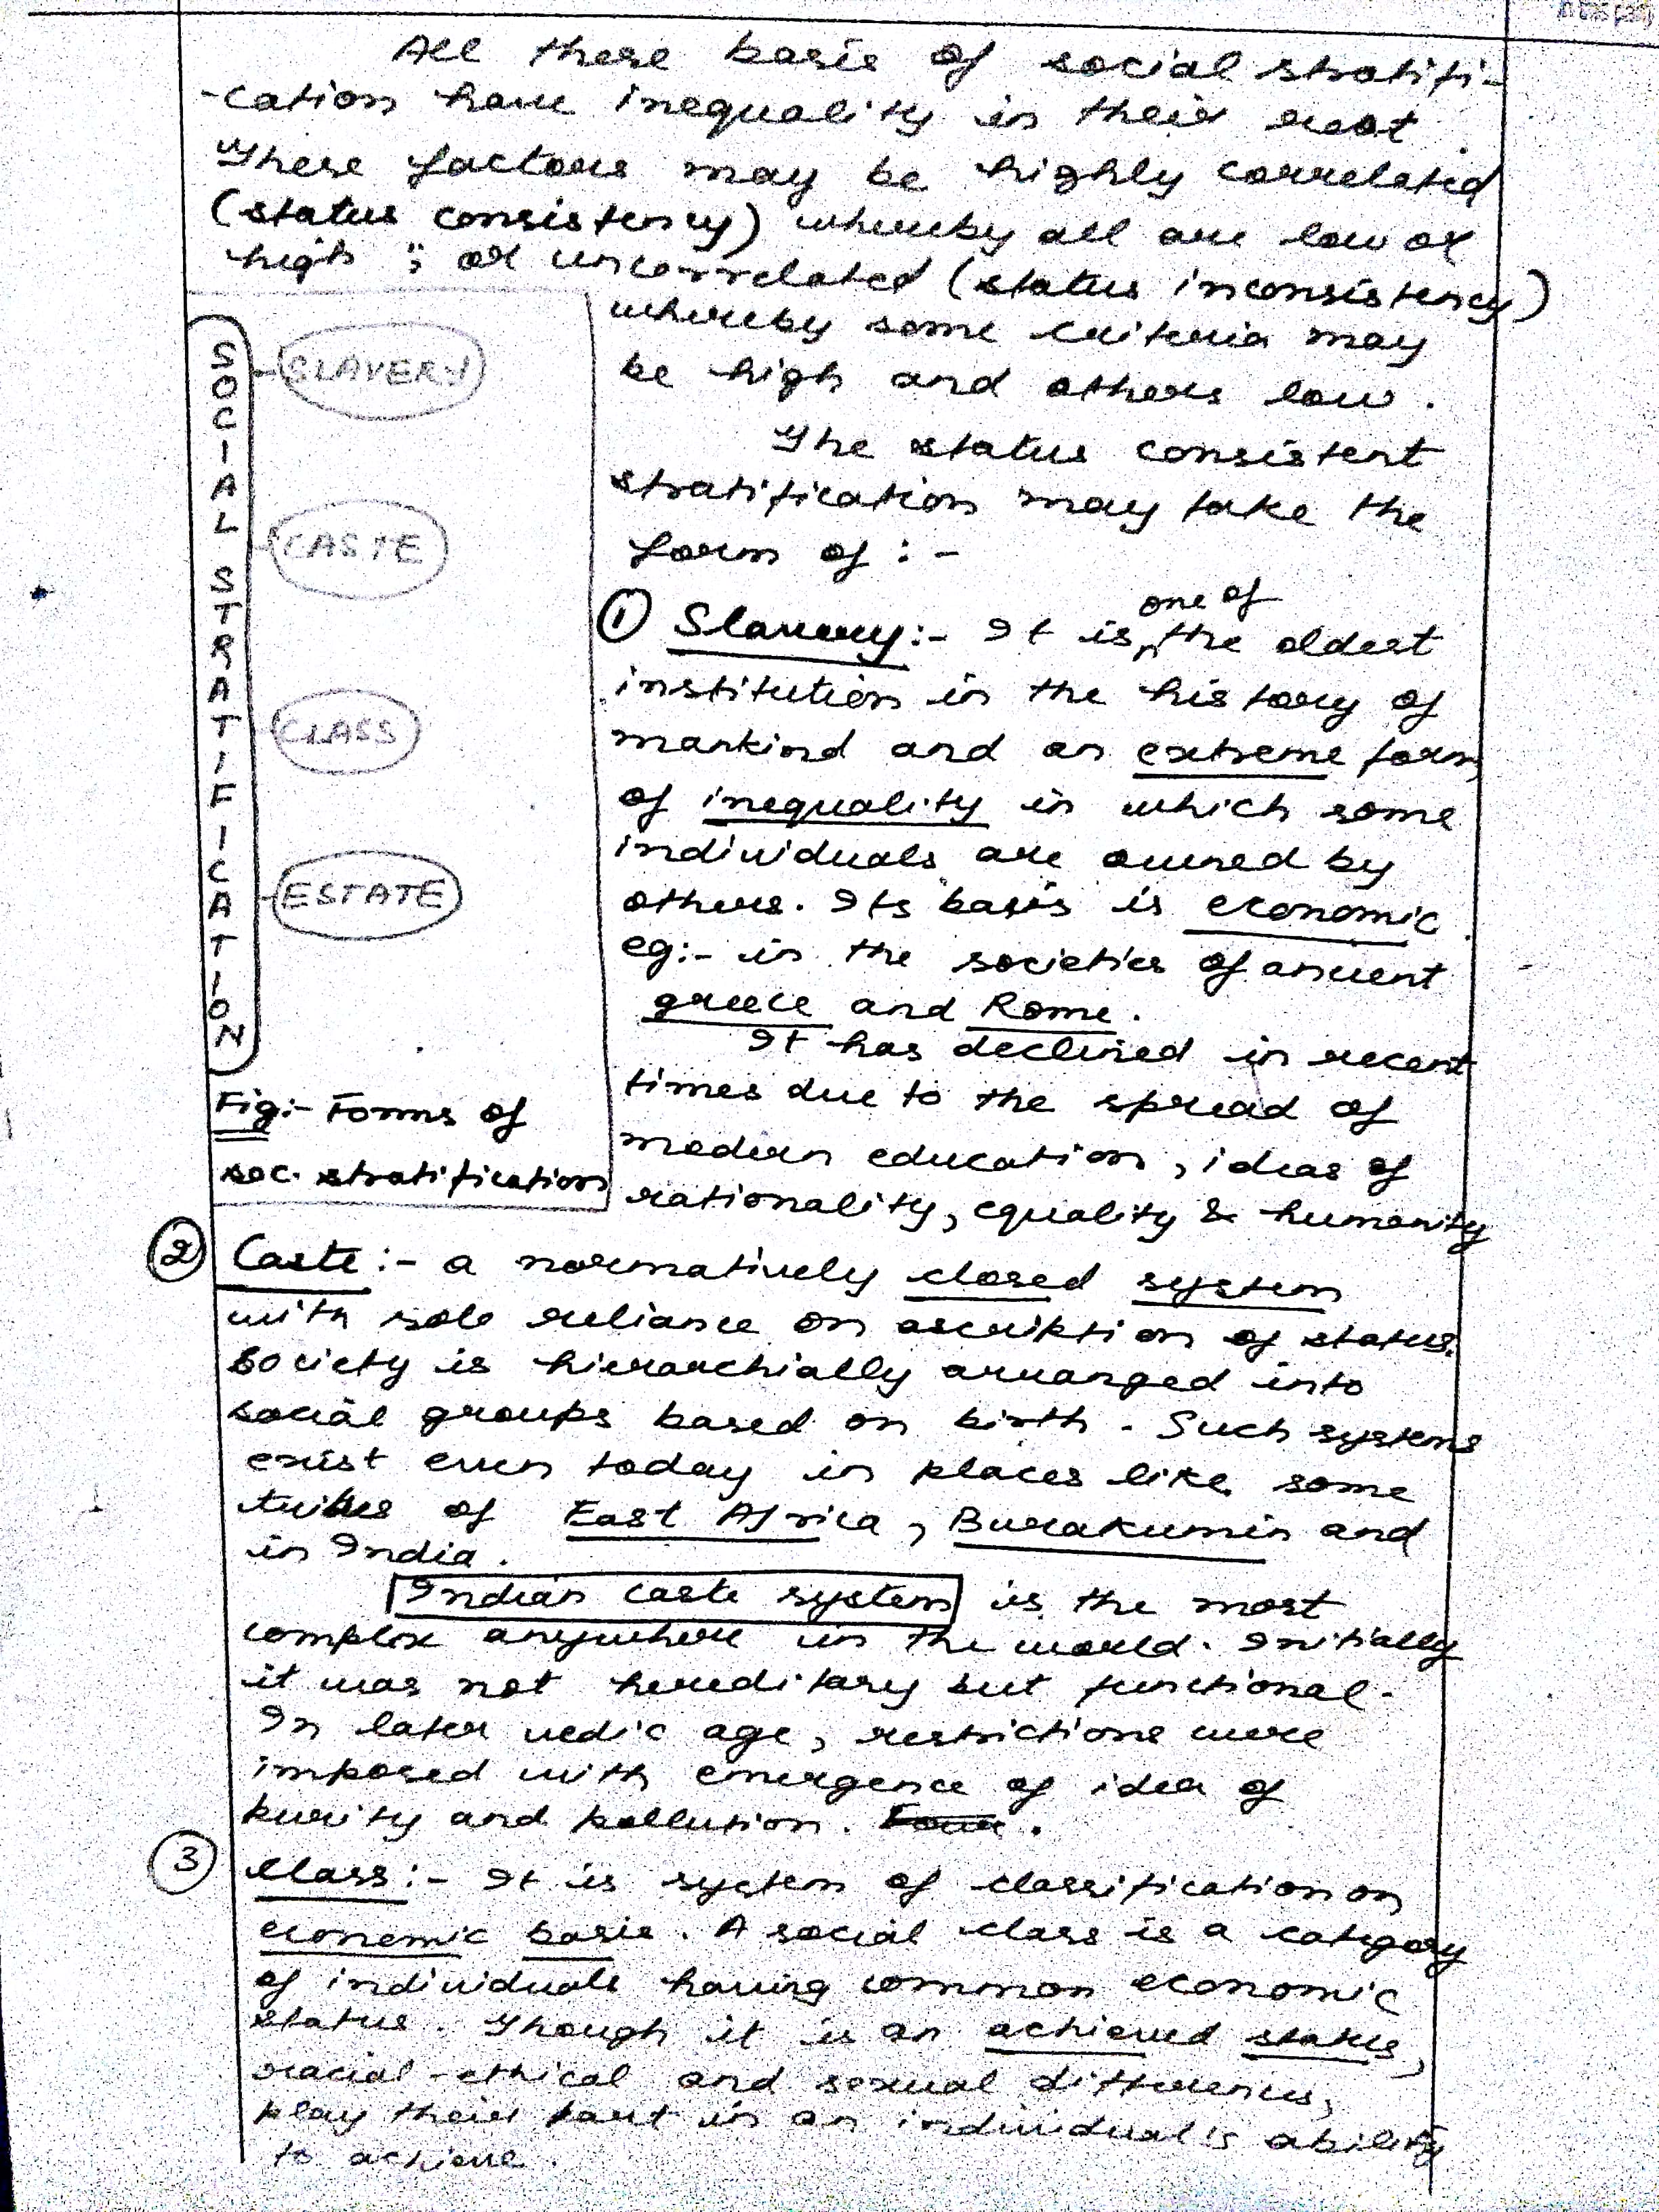 All these basis of social stratifi-
-cation have inequality in their root.
These factors may be highly correlated
(status consistency) whereby all are low or
high ; or uncorrelated (status inconsistency)
whereby some criteria may
be high and others low.
The status consistent
stratification may take the
form of :-
SOCIAL STRATIFICATION
SLAVERY
CASTE
CLASS
ESTATE
Fig:- Forms of
soc. stratification
① Slavery:- It is one of the oldest
institution in the history of
mankind and an extreme form
of inequality in which some
individuals are owned by
others. Its basis is economic.
eg:- in the societies of ancient
greece and Rome.
It has declined in recent
times due to the spread of
modern education, ideas of
rationality, equality & humanity
② Caste:- a normatively closed system
with sole reliance on ascription of status.
Society is hierarchially arranged into
social groups based on birth. Such systems
exist even today in places like some
tribes of East Africa, Burakumin and
in India.
Indian caste system is the most
complex anywhere in the world. Initially
it was not hereditary but functional.
In later vedic age, restrictions were
imposed with emergence of idea of
purity and pollution.
③ Class:- It is system of classification on
economic basis. A social class is a category
of individuals having common economic
status. Though it is an achieved status,
racial-ethical and sexual differences,
play their part in an individual's ability
to achieve.